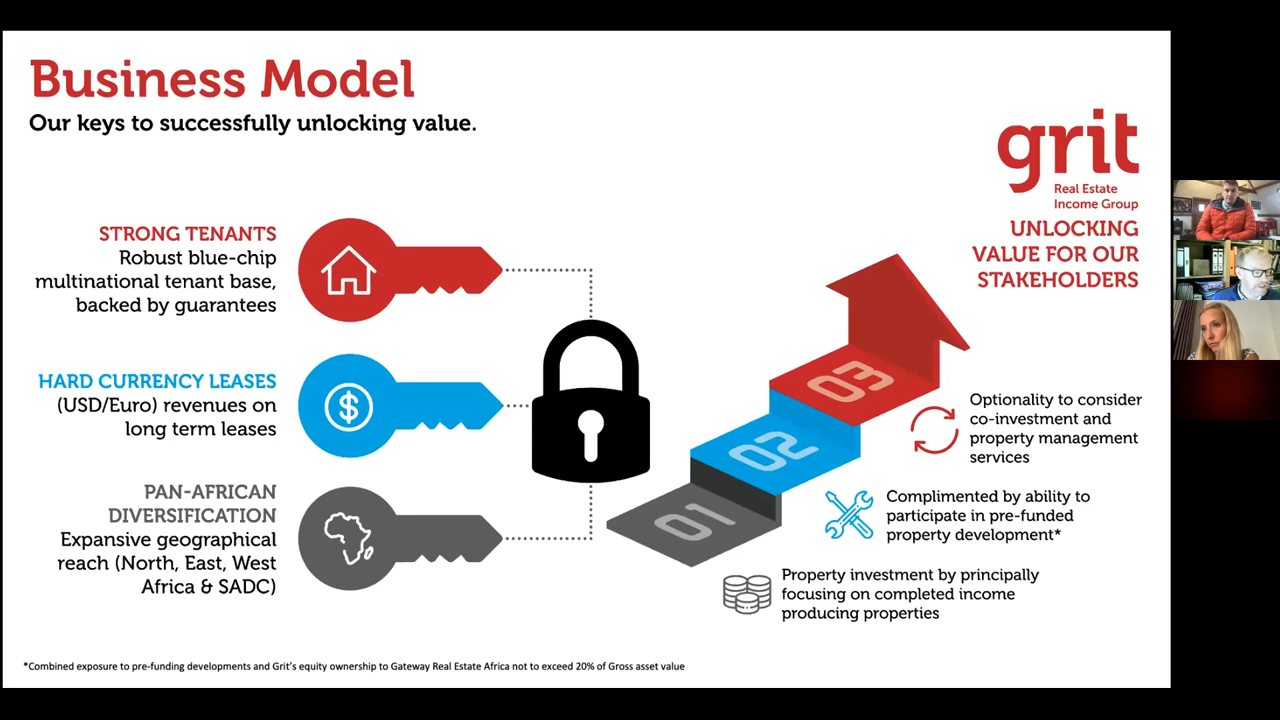 Business Model
Our keys to successfully unlocking value.
grit
Real Estate
Income Group
UNLOCKING
VALUE FOR OUR
STAKEHOLDERS
STRONG TENANTS
Robust blue-chip
multinational tenant base,
backed by guarantees
HARD CURRENCY LEASES
(USD/Euro) revenues on
long term leases
$
PAN-AFRICAN
DIVERSIFICATION
Expansive geographical
reach (North, East, West
Africa & SADC)
03
Optionality to consider
co-investment and
property management
services
02
Complimented by ability to
participate in pre-funded
property development*
01
Property investment by principally
focusing on completed income
producing properties
*Combined exposure to pre-funding developments and Grit's equity ownership to Gateway Real Estate Africa not to exceed 20% of Gross asset value